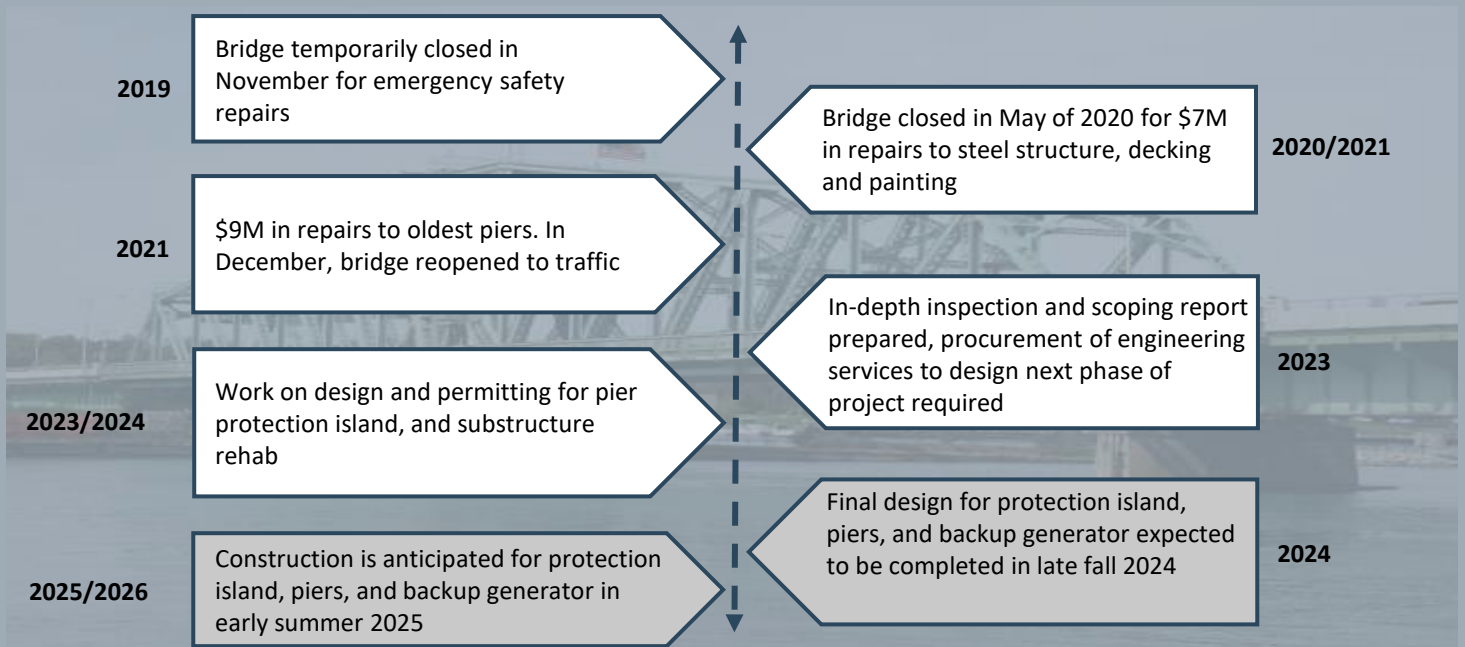 2019
Bridge temporarily closed in
November for emergency safety
repairs
Bridge closed in May of 2020 for $7M
in repairs to steel structure, decking
and painting
2020/2021
2021
$9M in repairs to oldest piers. In
December, bridge reopened to traffic
In-depth inspection and scoping report
prepared, procurement of engineering
services to design next phase of
project required
2023
2023/2024
Work on design and permitting for pier
protection island, and substructure
rehab
Final design for protection island,
piers, and backup generator expected
to be completed in late fall 2024
2024
2025/2026
Construction is anticipated for protection
island, piers, and backup generator in
early summer 2025